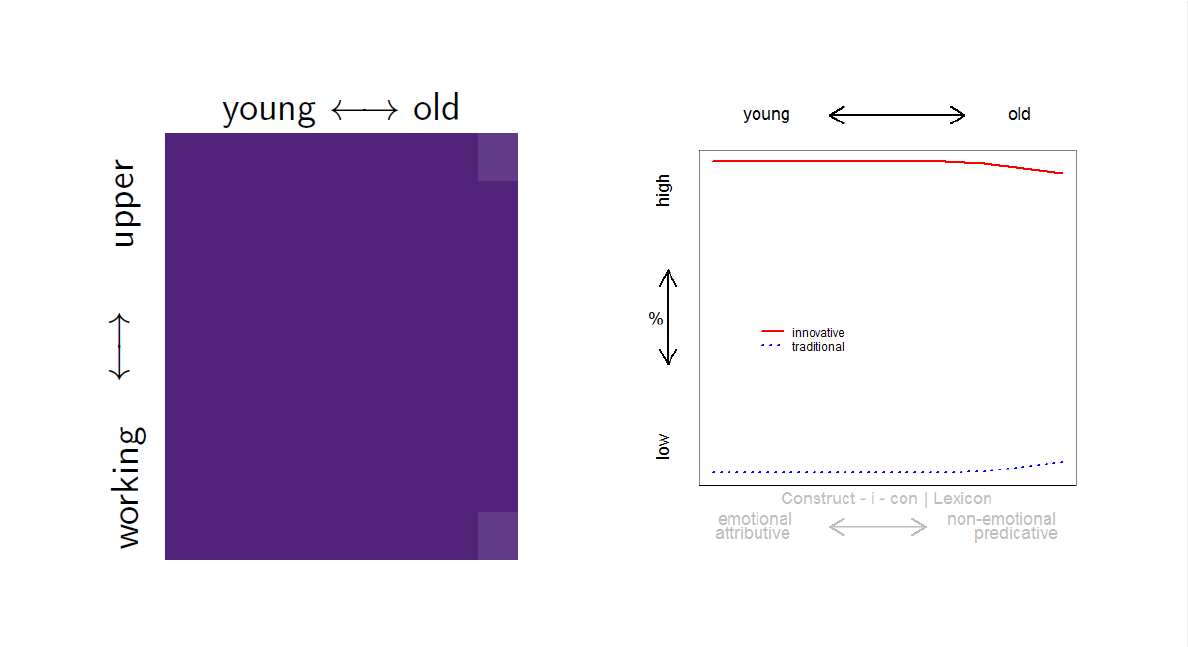 young ⟷ old
upper
⟷
working
young ⟷ old
high
%
low
innovative
traditional
Construct - i - con | Lexicon
emotional ⟷ non-emotional
attributive predicative